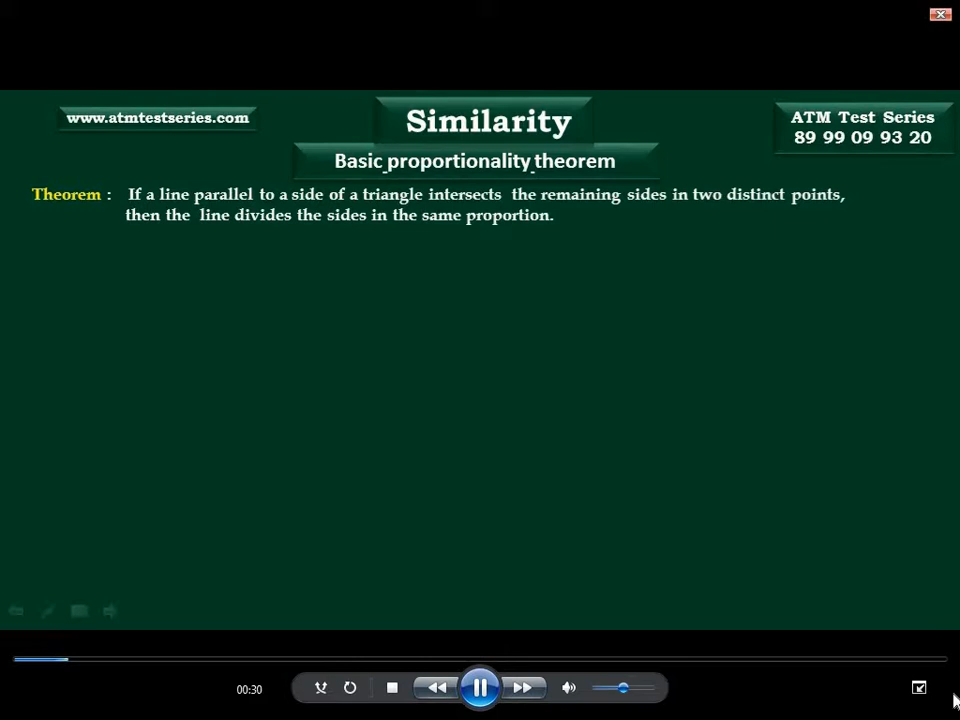 www.atmtestseries.com
Similarity
ATM Test Series
89 99 09 93 20
Basic proportionality theorem
Theorem : If a line parallel to a side of a triangle intersects the remaining sides in two distinct points,
then the line divides the sides in the same proportion.
00:30